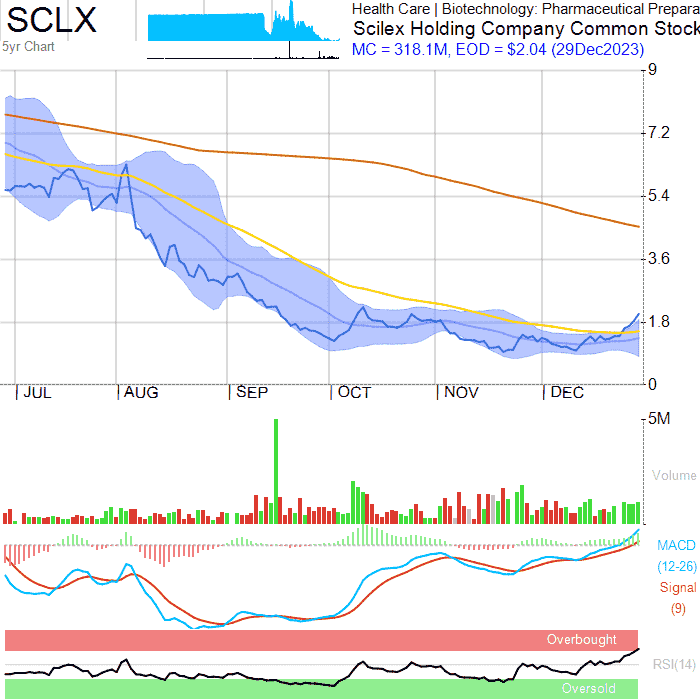 SCLX
5yr Chart
Health Care | Biotechnology: Pharmaceutical Prepara
Scilex Holding Company Common Stock
MC = 318.1M, EOD = $2.04 (29Dec2023)
9
7.2
5.4
3.6
1.8
0
JUL AUG SEP OCT NOV DEC
5M
Volume
MACD
(12-26)
Signal
(9)
Overbought
RSI(14)
Oversold